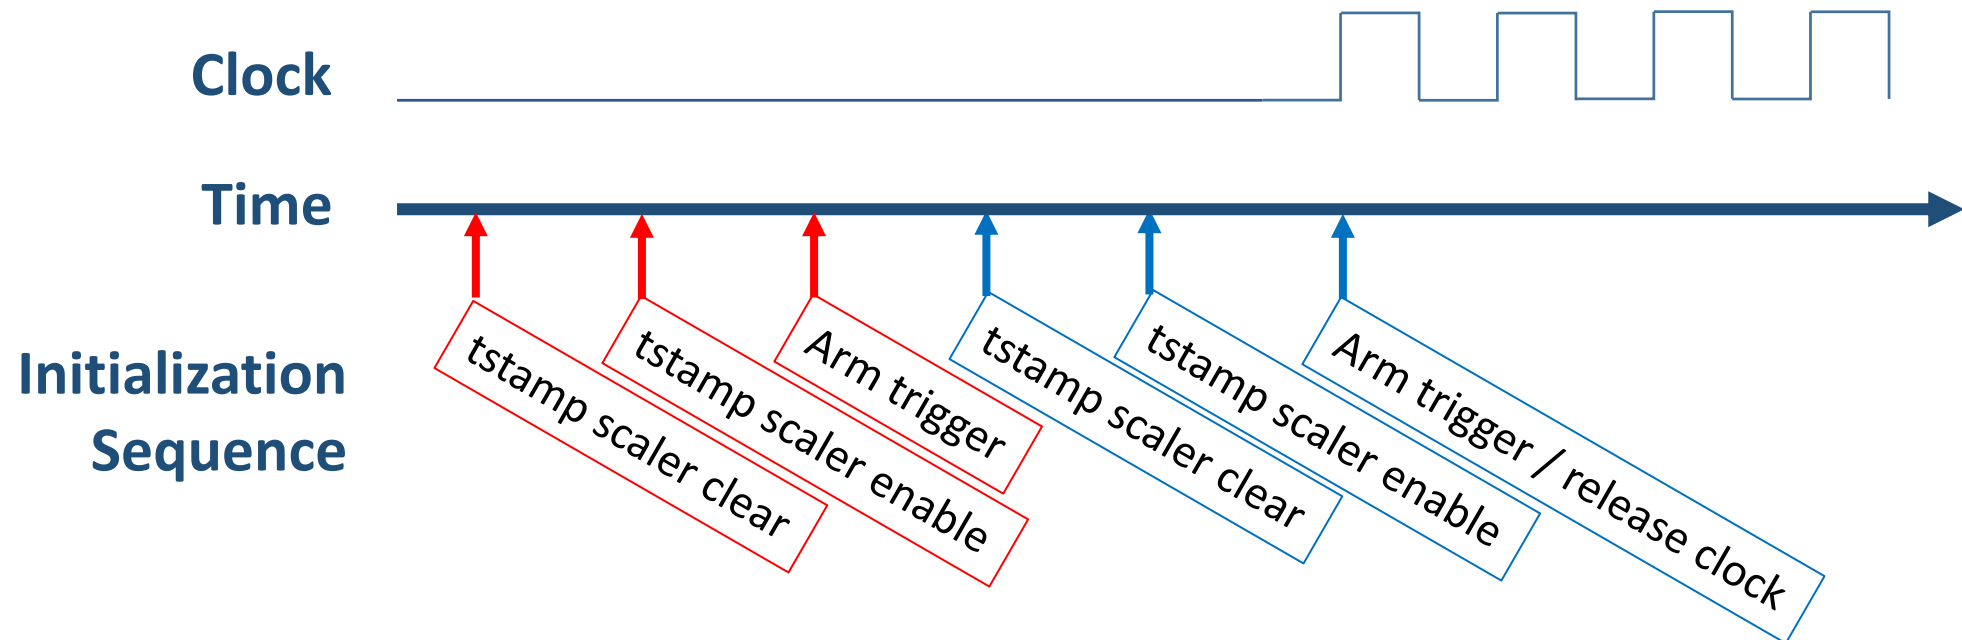 Clock
Time
Initialization
Sequence
tstamp scaler clear
tstamp scaler enable
Arm trigger
tstamp scaler clear
tstamp scaler enable
Arm trigger / release clock